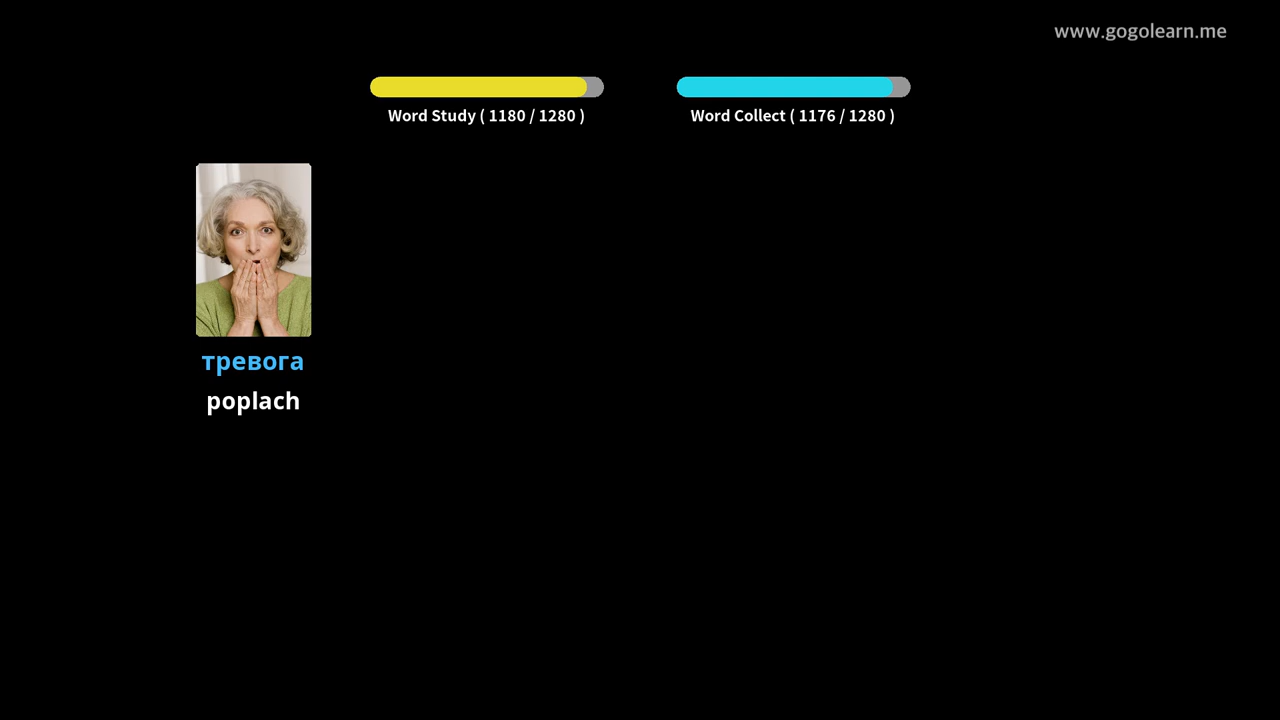 www.gogolearn.me
Word Study ( 1180 / 1280 )
Word Collect ( 1176 / 1280 )
тревога
poplach